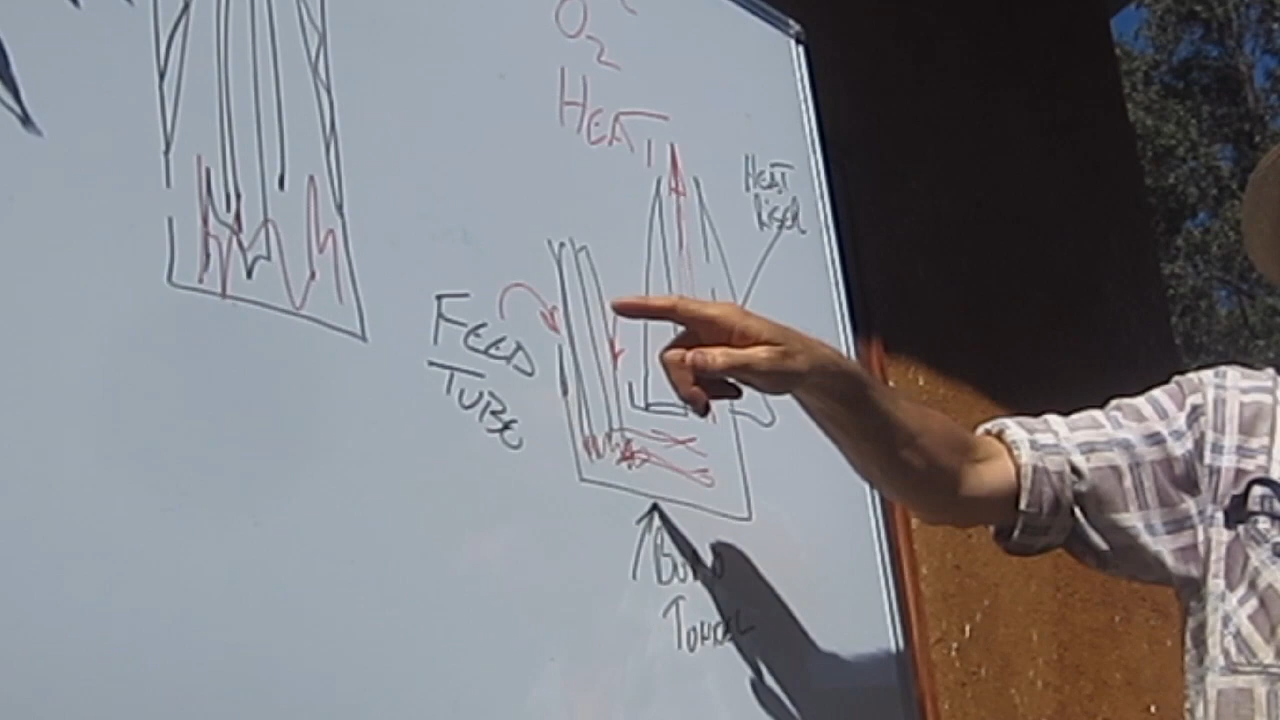 O2
HEAT
HEAT
RISER
FEED
TUBE
BURN
TUNNEL